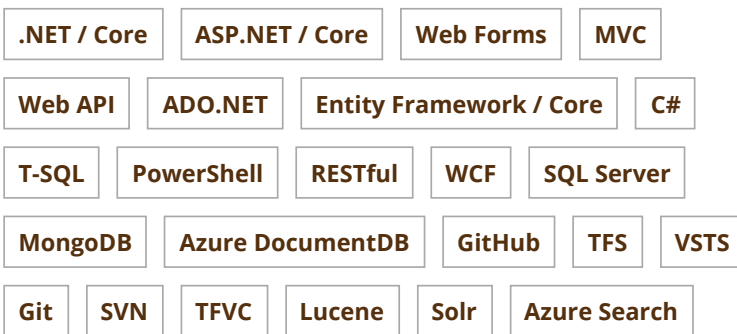 .NET / Core ASP.NET / Core Web Forms MVC
Web API ADO.NET Entity Framework / Core C#
T-SQL PowerShell RESTful WCF SQL Server
MongoDB Azure DocumentDB GitHub TFS VSTS
Git SVN TFVC Lucene Solr Azure Search